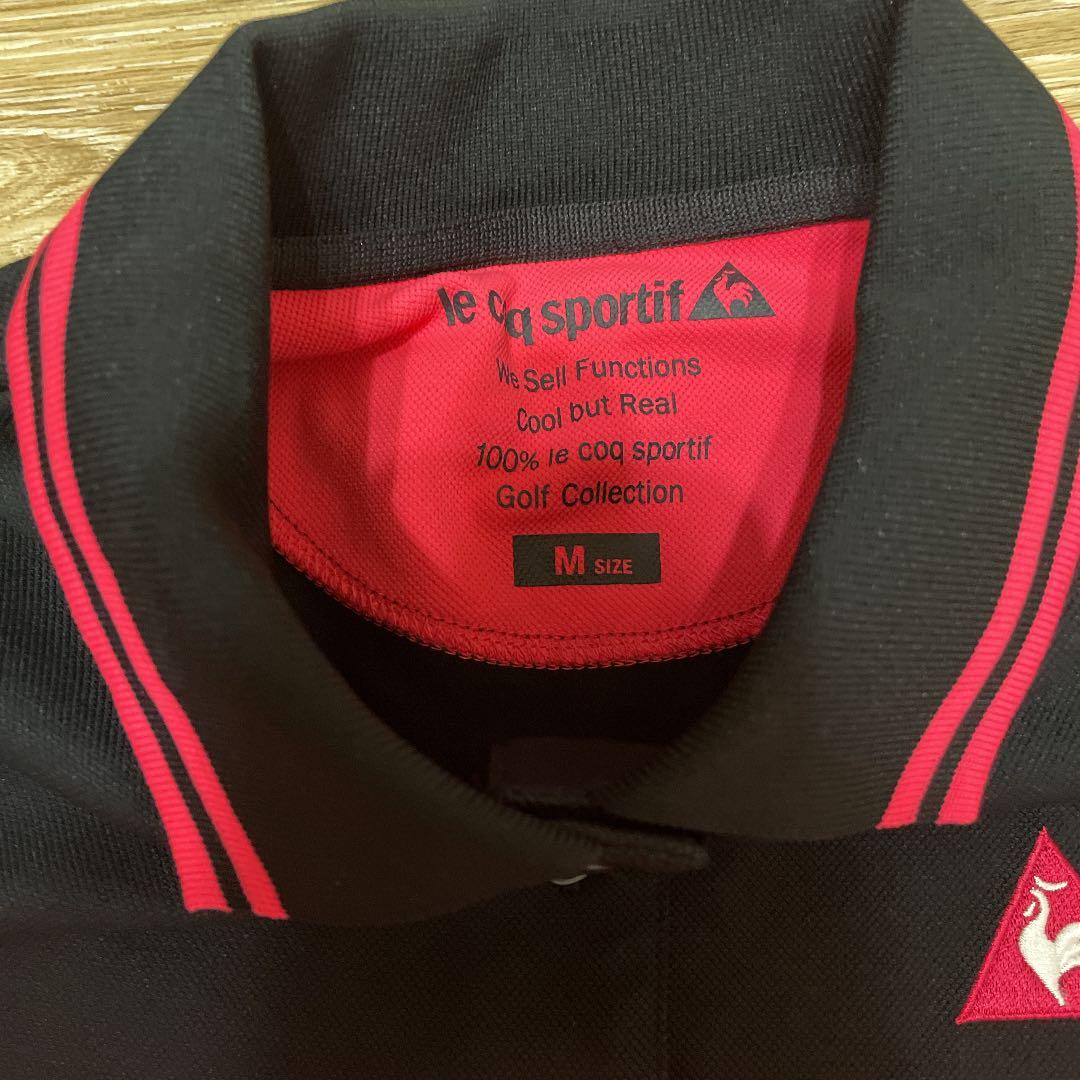 le coq sportif
We Sell Functions
Cool but Real
100% le coq sportif
Golf Collection
M SIZE